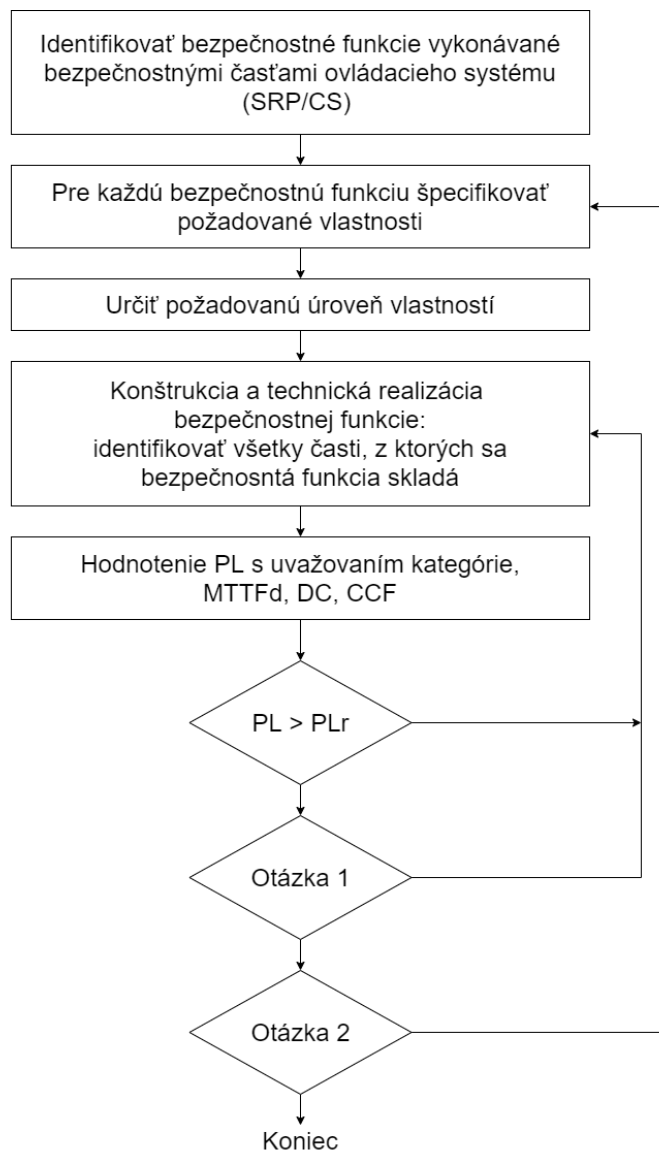 Identifikovať bezpečnostné funkcie vykonávané
bezpečnostnými časťami ovládacieho systému
(SRP/CS)
Pre každú bezpečnostnú funkciu špecifikovať
požadované vlastnosti
Určiť požadovanú úroveň vlastností
Konštrukcia a technická realizácia
bezpečnostnej funkcie:
identifikovať všetky časti, z ktorých sa
bezpečnosntá funkcia skladá
Hodnotenie PL s uvažovaním kategórie,
MTTFd, DC, CCF
PL > PLr
Otázka 1
Otázka 2
Koniec